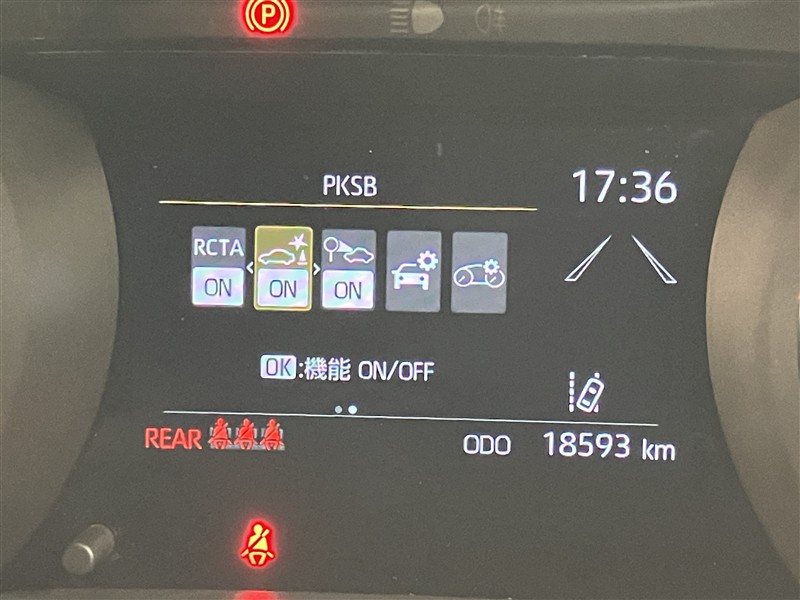 P
PKSB
17:36
RCTA
ON
ON
ON
OK:機能 ON/OFF
REAR
ODO 18593 km